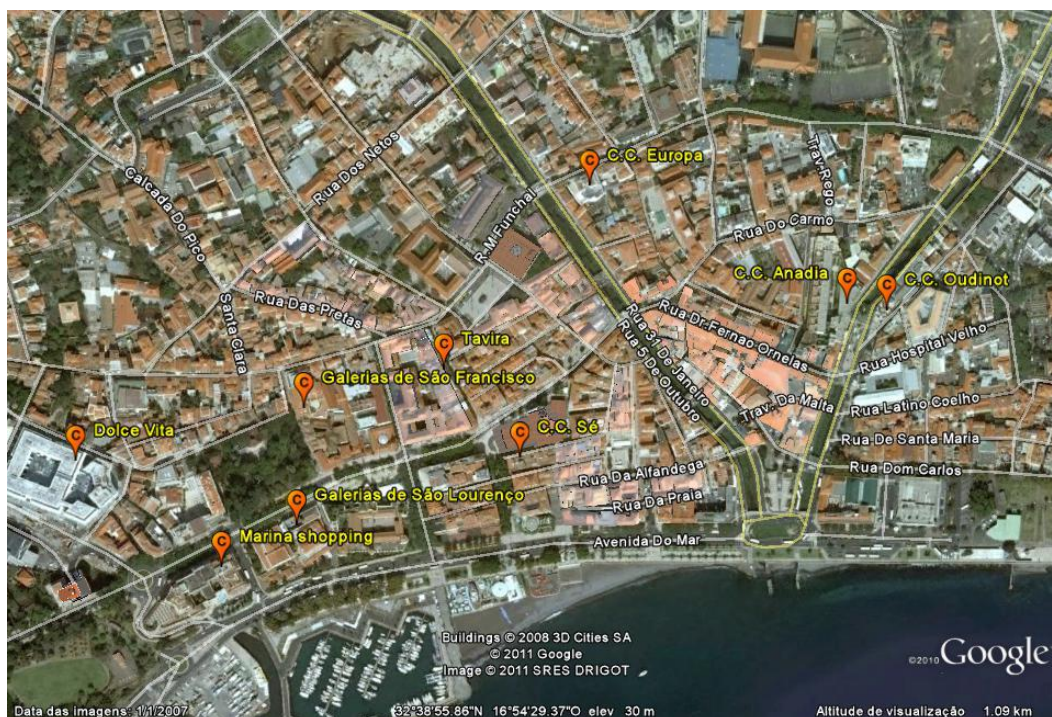 C.C. Europa
Trav. Rego
Rua Dos Netos
Calcada Do Pico
R.M Funchal
Rua Do Carmo
C.C. Anadia
C.C. Oudinot
Rua Das Pretas
Santa Clara
Rua Dr-Fernao Ornelas
Rua 31 De Janeiro
Rua 5 De Outubro
Tavira
Rua Hospital Velho
Galerias de São Francisco
Trav. Da Malta
Rua Latino Coelho
Dolce Vita
C.C. Sé
Rua De Santa Maria
Rua Da Alfandega
Rua Dom Carlos
Galerias de São Lourenço
Rua Da Praia
Marina shopping
Avenida Do Mar
Buildings © 2008 3D Cities SA
© 2011 Google
Image © 2011 SRES DRIGOT
©2010 Google
Data das imagens: 1/1/2007
32°38'55.86"N 16°54'29.37"O elev 30 m
Altitude de visualização 1.09 km
C
C
C
C
C
C
C
C
C